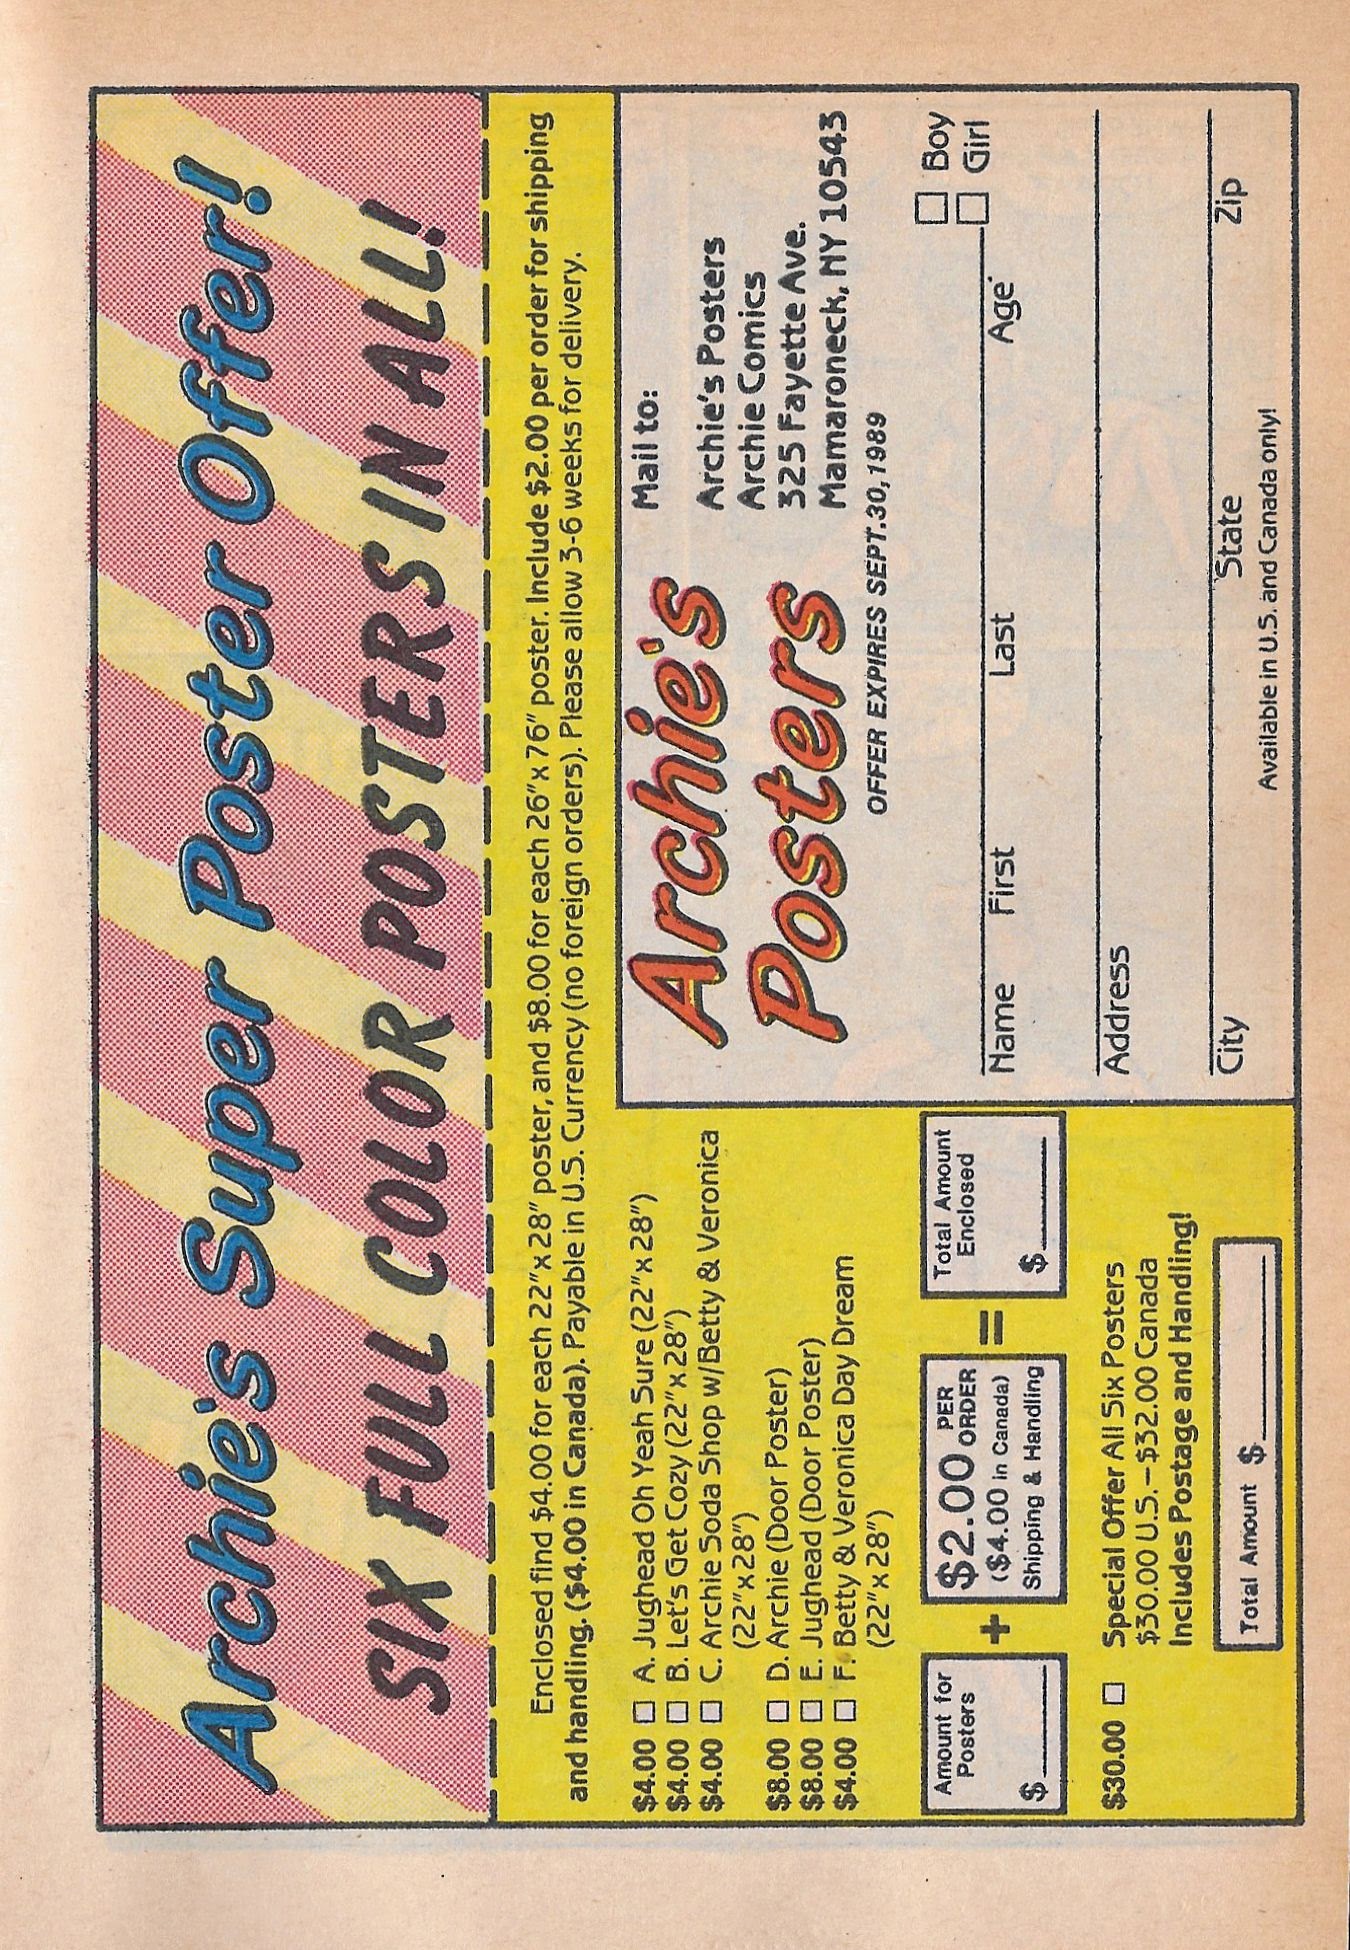 Archie's Super Poster Offer!
SIX FULL COLOR POSTERS IN ALL!
Enclosed find $4.00 for each 22"x 28" poster, and $8.00 for each 26"x 76" poster. Include $2.00 per order for shipping
and handling. ($4.00 in Canada). Payable in U.S. Currency (no foreign orders). Please allow 3-6 weeks for delivery.
$4.00 □ A. Jughead Oh Yeah Sure (22"x 28")
$4.00 □ B. Let's Get Cozy (22"x 28")
$4.00 □ C. Archie Soda Shop w/Betty & Veronica
(22"x 28")
$8.00 □ D. Archie (Door Poster)
$8.00 □ E. Jughead (Door Poster)
$4.00 □ F. Betty & Veronica Day Dream
(22"x 28")
Amount for
Posters
$
+
$2.00 PER
ORDER
($4.00 in Canada)
Shipping & Handling
=
Total Amount
Enclosed
$
$30.00 □ Special Offer All Six Posters
$30.00 U.S.–$32.00 Canada
Includes Postage and Handling!
Total Amount $
Archie's
Posters
OFFER EXPIRES SEPT.30,1989
Mail to:
Archie's Posters
Archie Comics
325 Fayette Ave.
Mamaroneck, NY 10543
□ Boy
□ Girl
Name First Last Age
Address
City State Zip
Available in U.S. and Canada only!